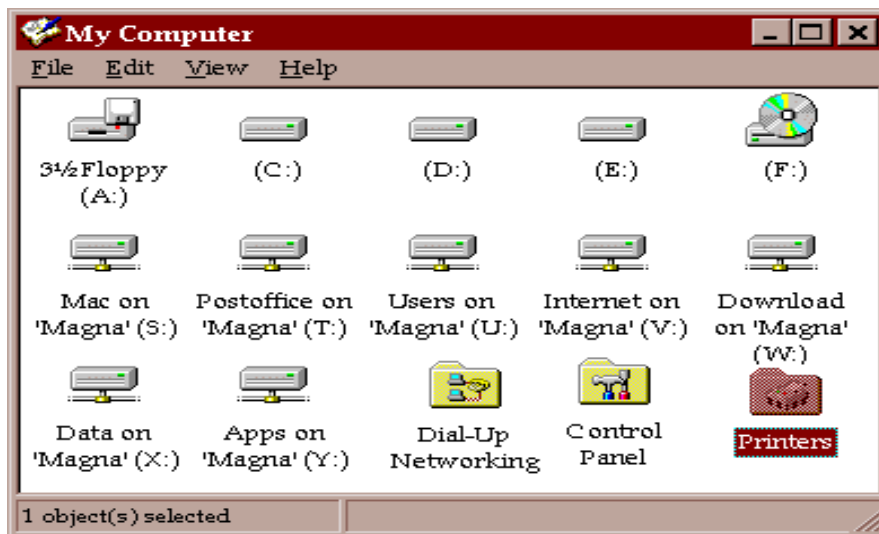 My Computer
File Edit View Help
3½ Floppy (C:) (D:) (E:) (F:)
(A:)
Mac on Postoffice on Users on Internet on Download
'Magna' (S:) 'Magna' (T:) 'Magna' (U:) 'Magna' (V:) on 'Magna'
(W:)
Data on Apps on Dial-Up Control Printers
'Magna' (X:) 'Magna' (Y:) Networking Panel
1 object(s) selected